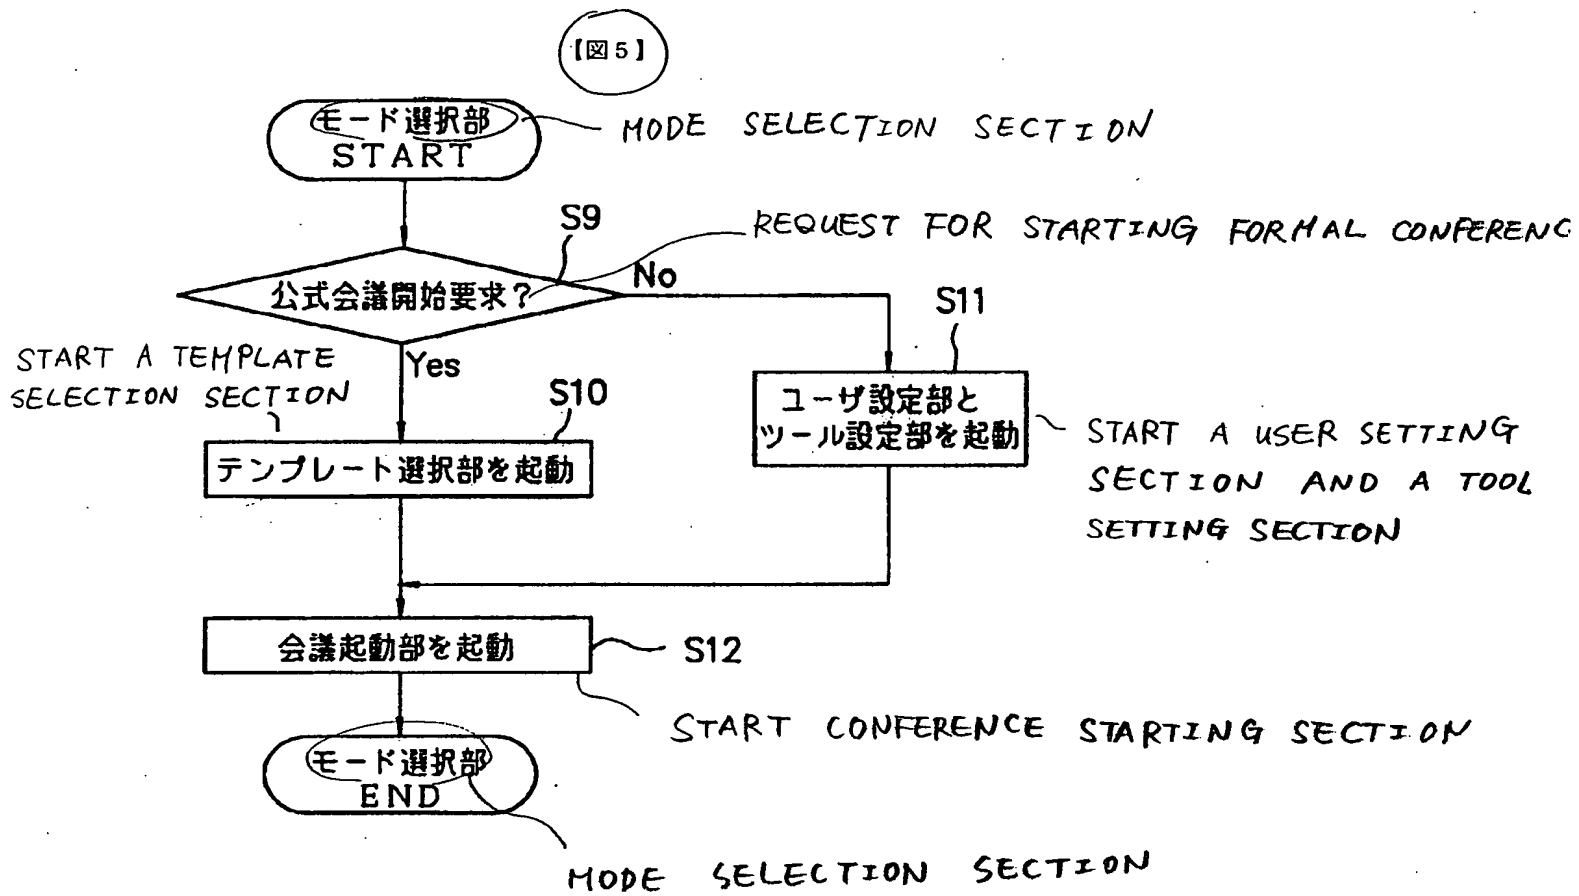 【図5】
モード選択部
START
MODE SELECTION SECTION
S9
REQUEST FOR STARTING FORMAL CONFERENC
公式会議開始要求?
No
S11
START A TEMPLATE
SELECTION SECTION
Yes
S10
ユーザ設定部と
ツール設定部を起動
START A USER SETTING
SECTION AND A TOOL
SETTING SECTION
テンプレート選択部を起動
会議起動部を起動
S12
START CONFERENCE STARTING SECTION
モード選択部
END
MODE SELECTION SECTION